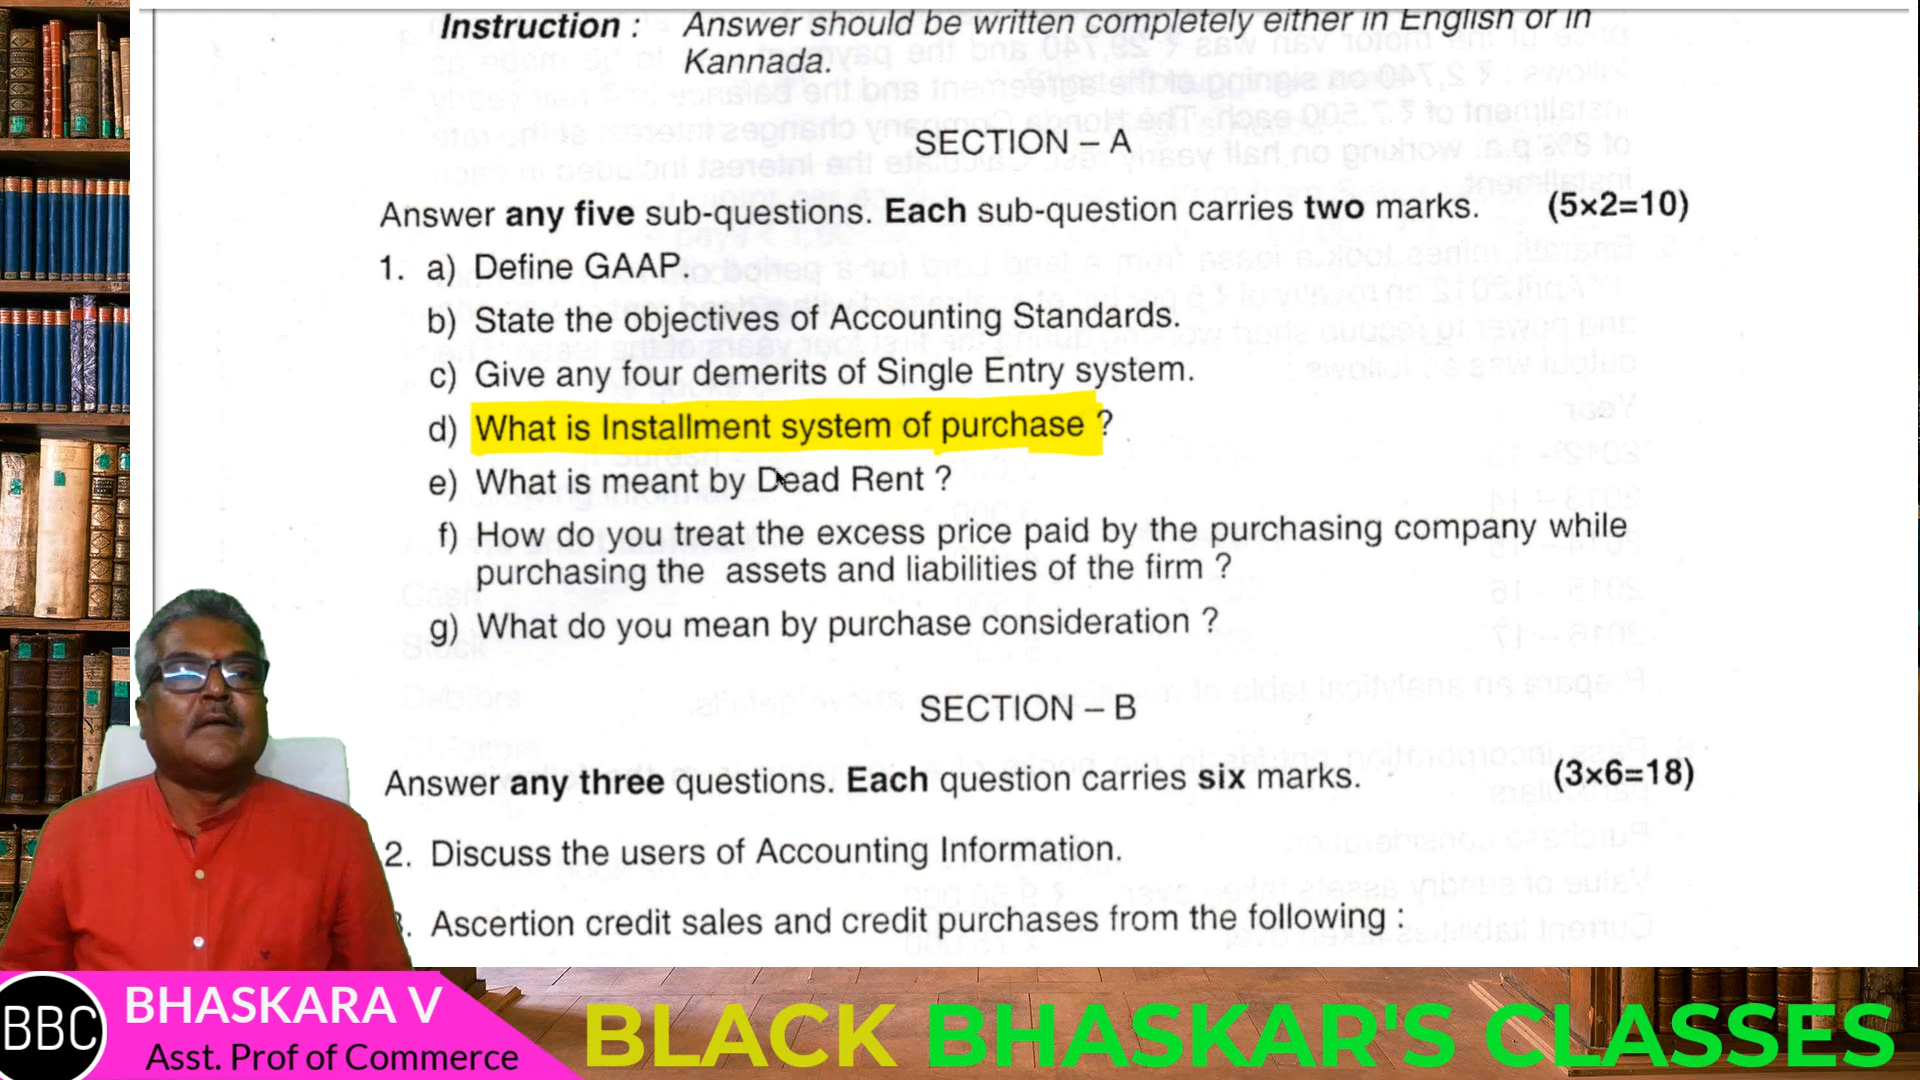 Instruction : Answer should be written completely either in English or in
Kannada.
SECTION – A
Answer any five sub-questions. Each sub-question carries two marks. (5×2=10)
1. a) Define GAAP.
b) State the objectives of Accounting Standards.
c) Give any four demerits of Single Entry system.
d) What is Installment system of purchase ?
e) What is meant by Dead Rent ?
f) How do you treat the excess price paid by the purchasing company while
purchasing the assets and liabilities of the firm ?
g) What do you mean by purchase consideration ?
SECTION – B
Answer any three questions. Each question carries six marks. (3×6=18)
2. Discuss the users of Accounting Information.
3. Ascertion credit sales and credit purchases from the following :
BBC
BHASKARA V
Asst. Prof of Commerce
BLACK BHASKAR'S CLASSES